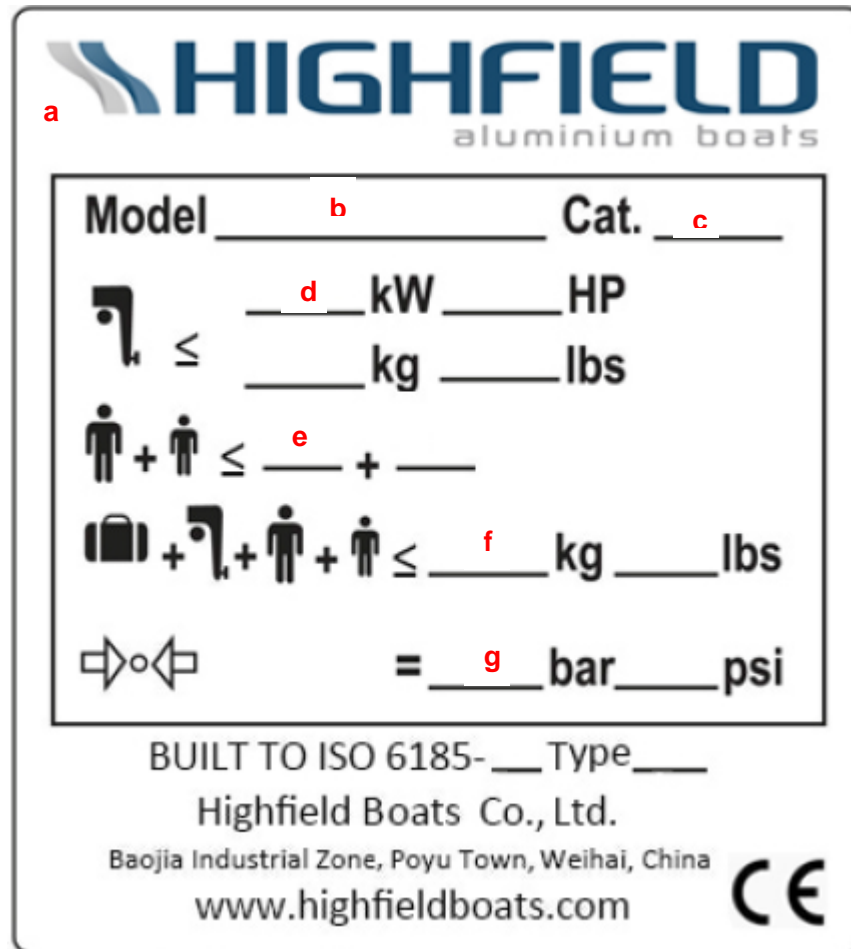 HIGHFIELD
a
aluminium boats
Model b Cat. c
d kW HP
≤
kg lbs
+ ≤ e +
+ + + ≤ f kg lbs
= g bar psi
BUILT TO ISO 6185-__Type____
Highfield Boats Co., Ltd.
Baojia Industrial Zone, Poyu Town, Weihai, China
www.highfieldboats.com
CE